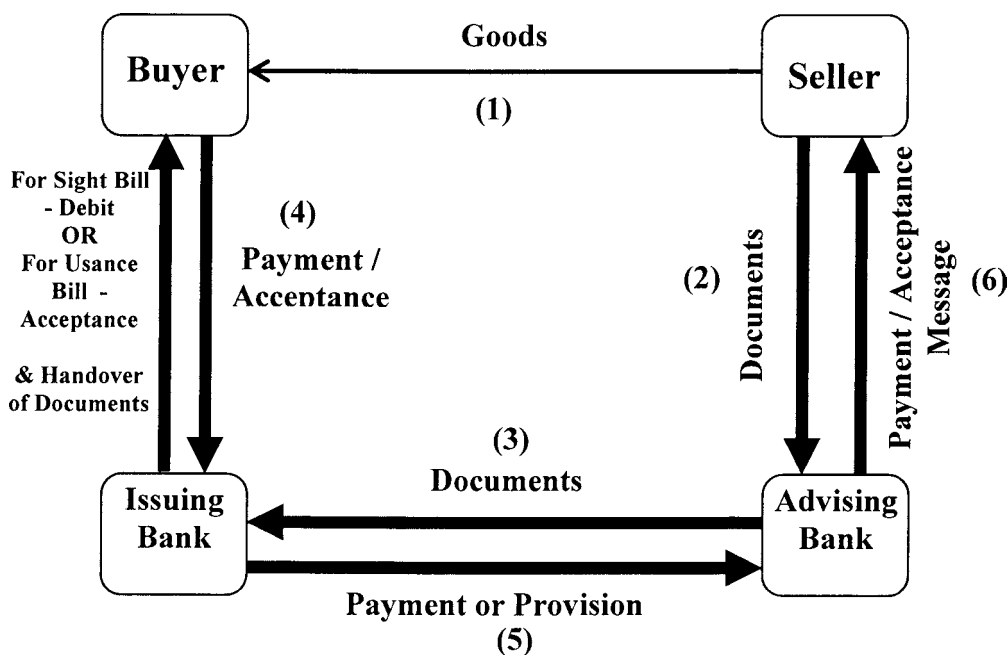 Goods
Buyer
Seller
(1)
For Sight Bill
- Debit
OR
For Usance
Bill -
Acceptance
& Handover
of Documents
(4)
Payment /
Acceptance
(2)
Documents
Payment / Acceptance
Message
(6)
(3)
Documents
Issuing
Bank
Advising
Bank
Payment or Provision
(5)